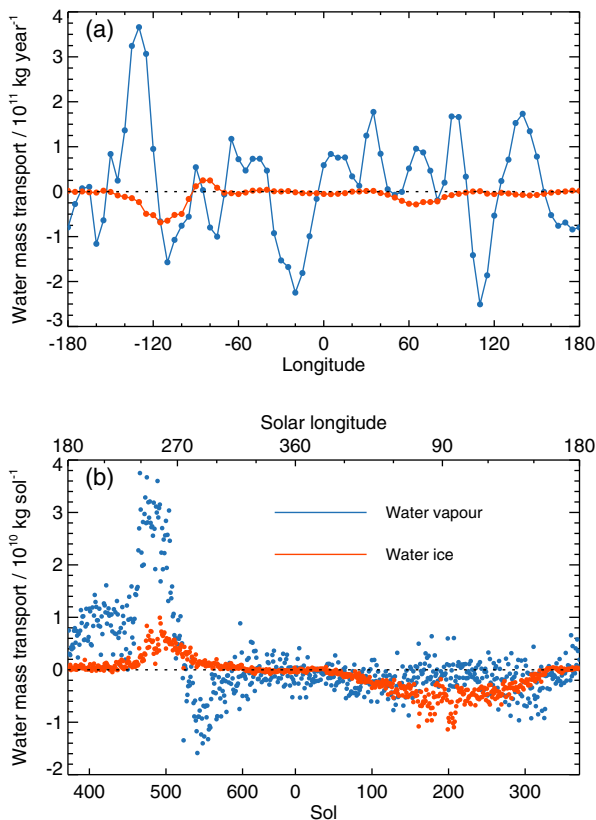 (a)
Water mass transport / 10¹¹ kg year⁻¹
4
3
2
1
0
-1
-2
-3
-180 -120 -60 0 60 120 180
Longitude
Solar longitude
180 270 360 90 180
(b)
Water mass transport / 10¹⁰ kg sol⁻¹
4
3
2
1
0
-1
-2
Water vapour
Water ice
400 500 600 0 100 200 300
Sol